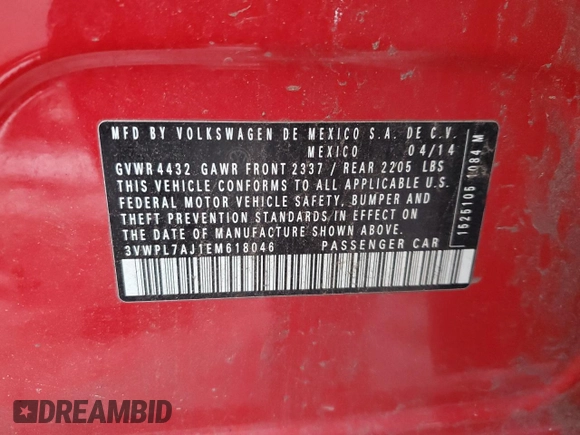 MFD BY VOLKSWAGEN DE MEXICO S.A. DE C.V.
MEXICO 04/14
GVWR 4432 GAWR FRONT 2337 / REAR 2205 LBS
THIS VEHICLE CONFORMS TO ALL APPLICABLE U.S.
FEDERAL MOTOR VEHICLE SAFETY, BUMPER AND
THEFT PREVENTION STANDARDS IN EFFECT ON
THE DATE OF MANUFACTURE SHOWN ABOVE.
3VWPL7AJ1EM618046 PASSENGER CAR
DREAMBID